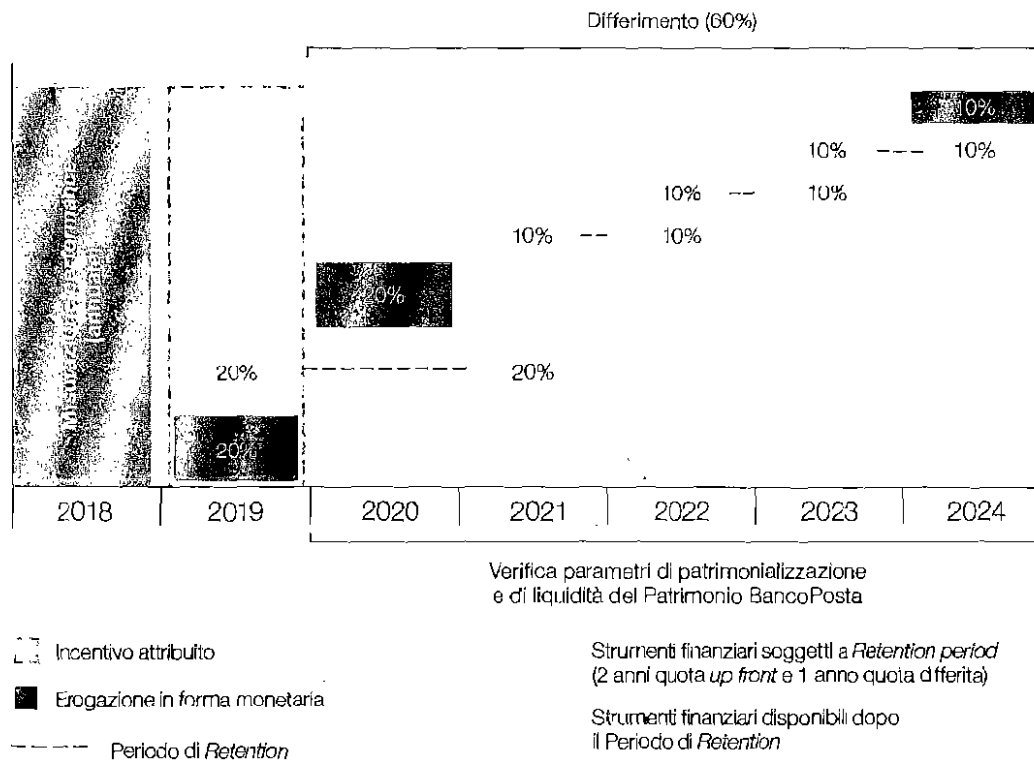 Differimento (60%)
10%
10%
10%
10%
10%
10%
10%
20%
20%
20%
20%
(annuale)
2018
2019
2020
2021
2022
2023
2024
Verifica parametri di patrimonializzazione
e di liquidità del Patrimonio BancoPosta
Incentivo attribuito
Erogazione in forma monetaria
Periodo di Retention
Strumenti finanziari soggetti a Retention period
(2 anni quota up front e 1 anno quota differita)
Strumenti finanziari disponibili dopo
il Periodo di Retention